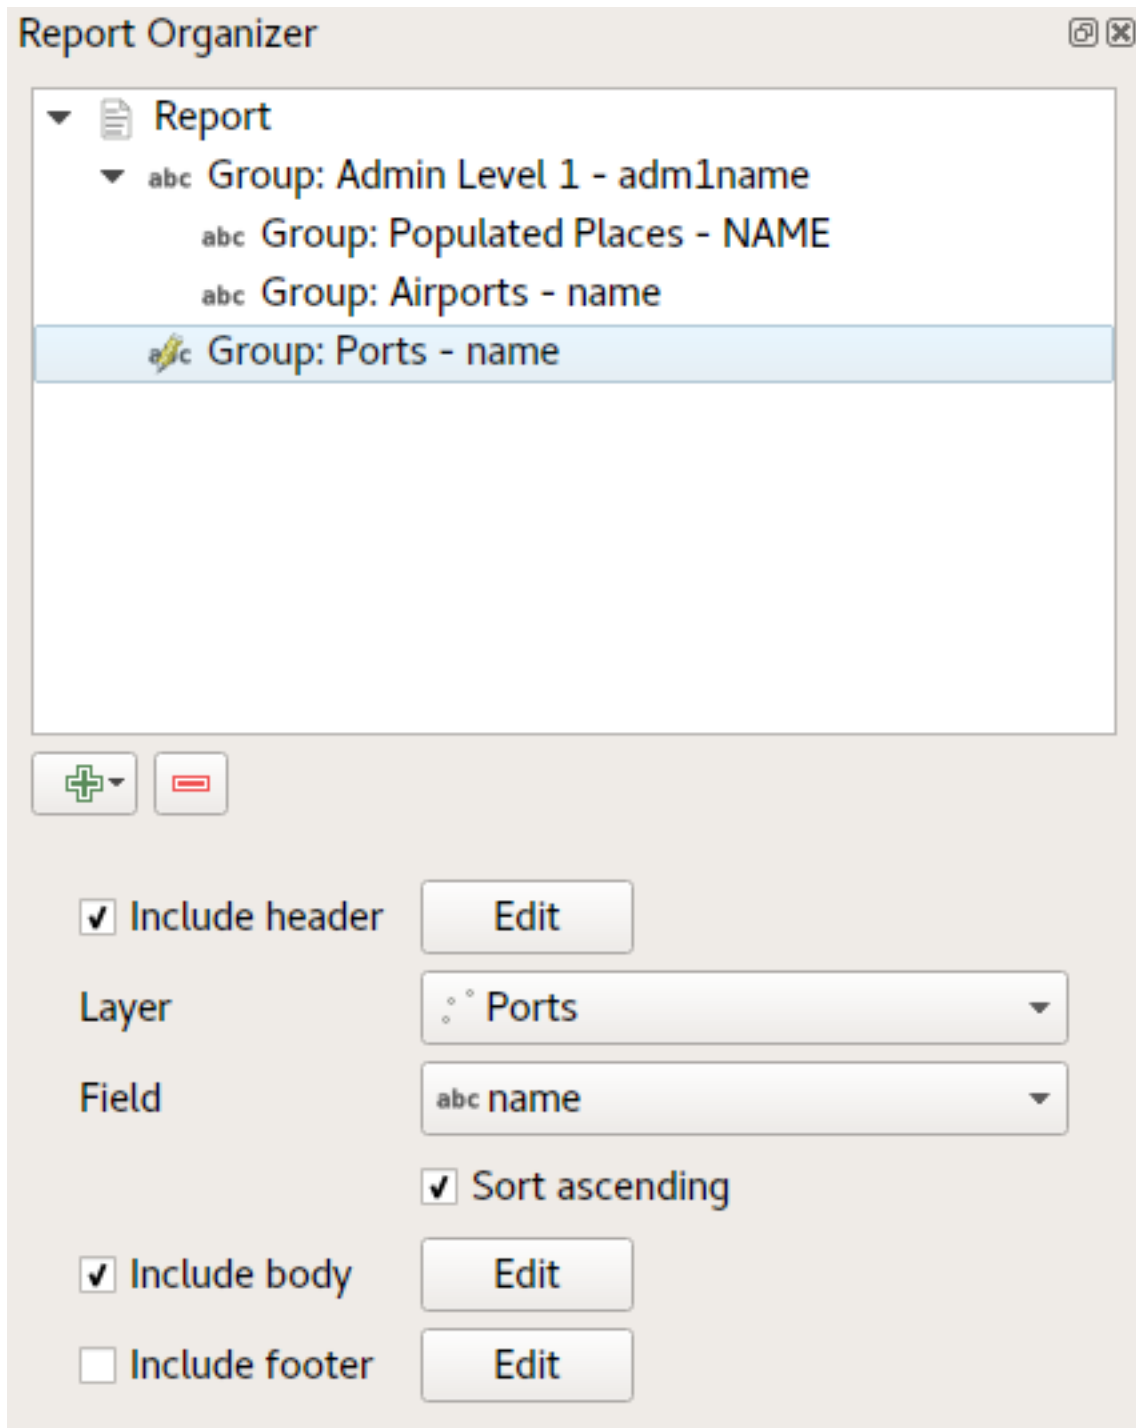 Report Organizer
Report
abc Group: Admin Level 1 - adm1name
abc Group: Populated Places - NAME
abc Group: Airports - name
abc Group: Ports - name
Include header Edit
Layer Ports
Field abc name
Sort ascending
Include body Edit
Include footer Edit